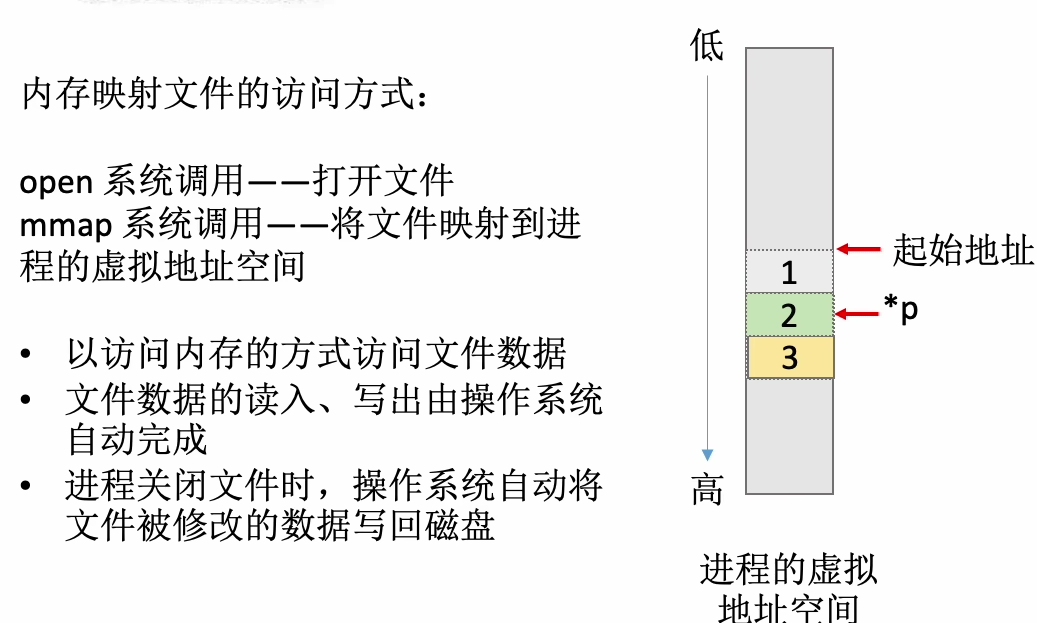 内存映射文件的访问方式：
open 系统调用——打开文件
mmap 系统调用——将文件映射到进
程的虚拟地址空间
• 以访问内存的方式访问文件数据
• 文件数据的读入、写出由操作系统
自动完成
• 进程关闭文件时，操作系统自动将
文件被修改的数据写回磁盘
低
起始地址
1
*p
2
3
高
进程的虚拟
地址空间